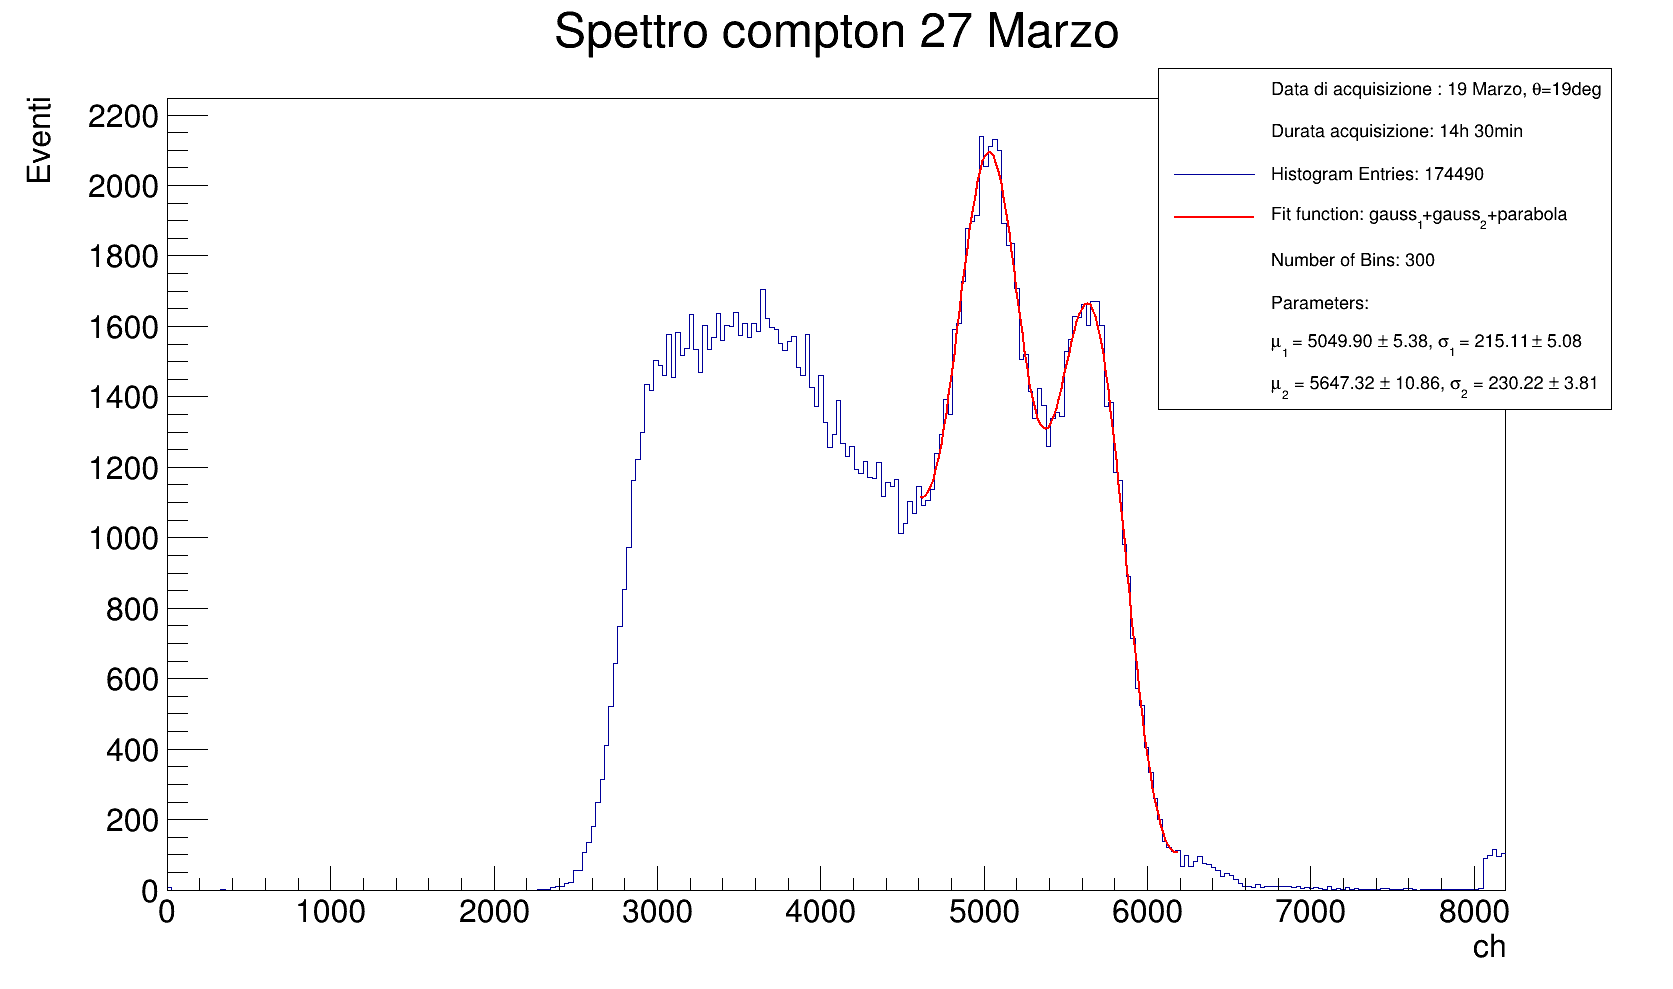 Spettro compton 27 Marzo
Eventi
2200
2000
1800
1600
1400
1200
1000
800
600
400
200
0
0 1000 2000 3000 4000 5000 6000 7000 8000
ch
Data di acquisizione : 19 Marzo, θ=19deg
Durata acquisizione: 14h 30min
Histogram Entries: 174490
Fit function: gauss1+gauss2+parabola
Number of Bins: 300
Parameters:
μ1 = 5049.90 ± 5.38, σ1 = 215.11 ± 5.08
μ2 = 5647.32 ± 10.86, σ2 = 230.22 ± 3.81